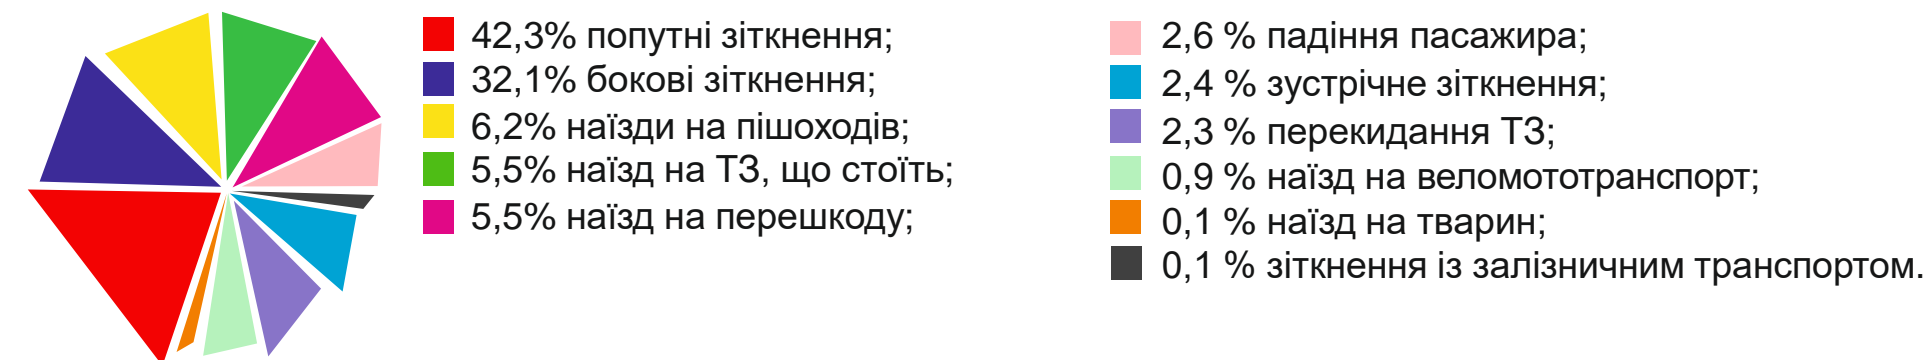 42,3% попутні зіткнення;
32,1% бокові зіткнення;
6,2% наїзди на пішоходів;
5,5% наїзд на ТЗ, що стоїть;
5,5% наїзд на перешкоду;
2,6 % падіння пасажира;
2,4 % зустрічне зіткнення;
2,3 % перекидання ТЗ;
0,9 % наїзд на веломототранспорт;
0,1 % наїзд на тварин;
0,1 % зіткнення із залізничним транспортом.